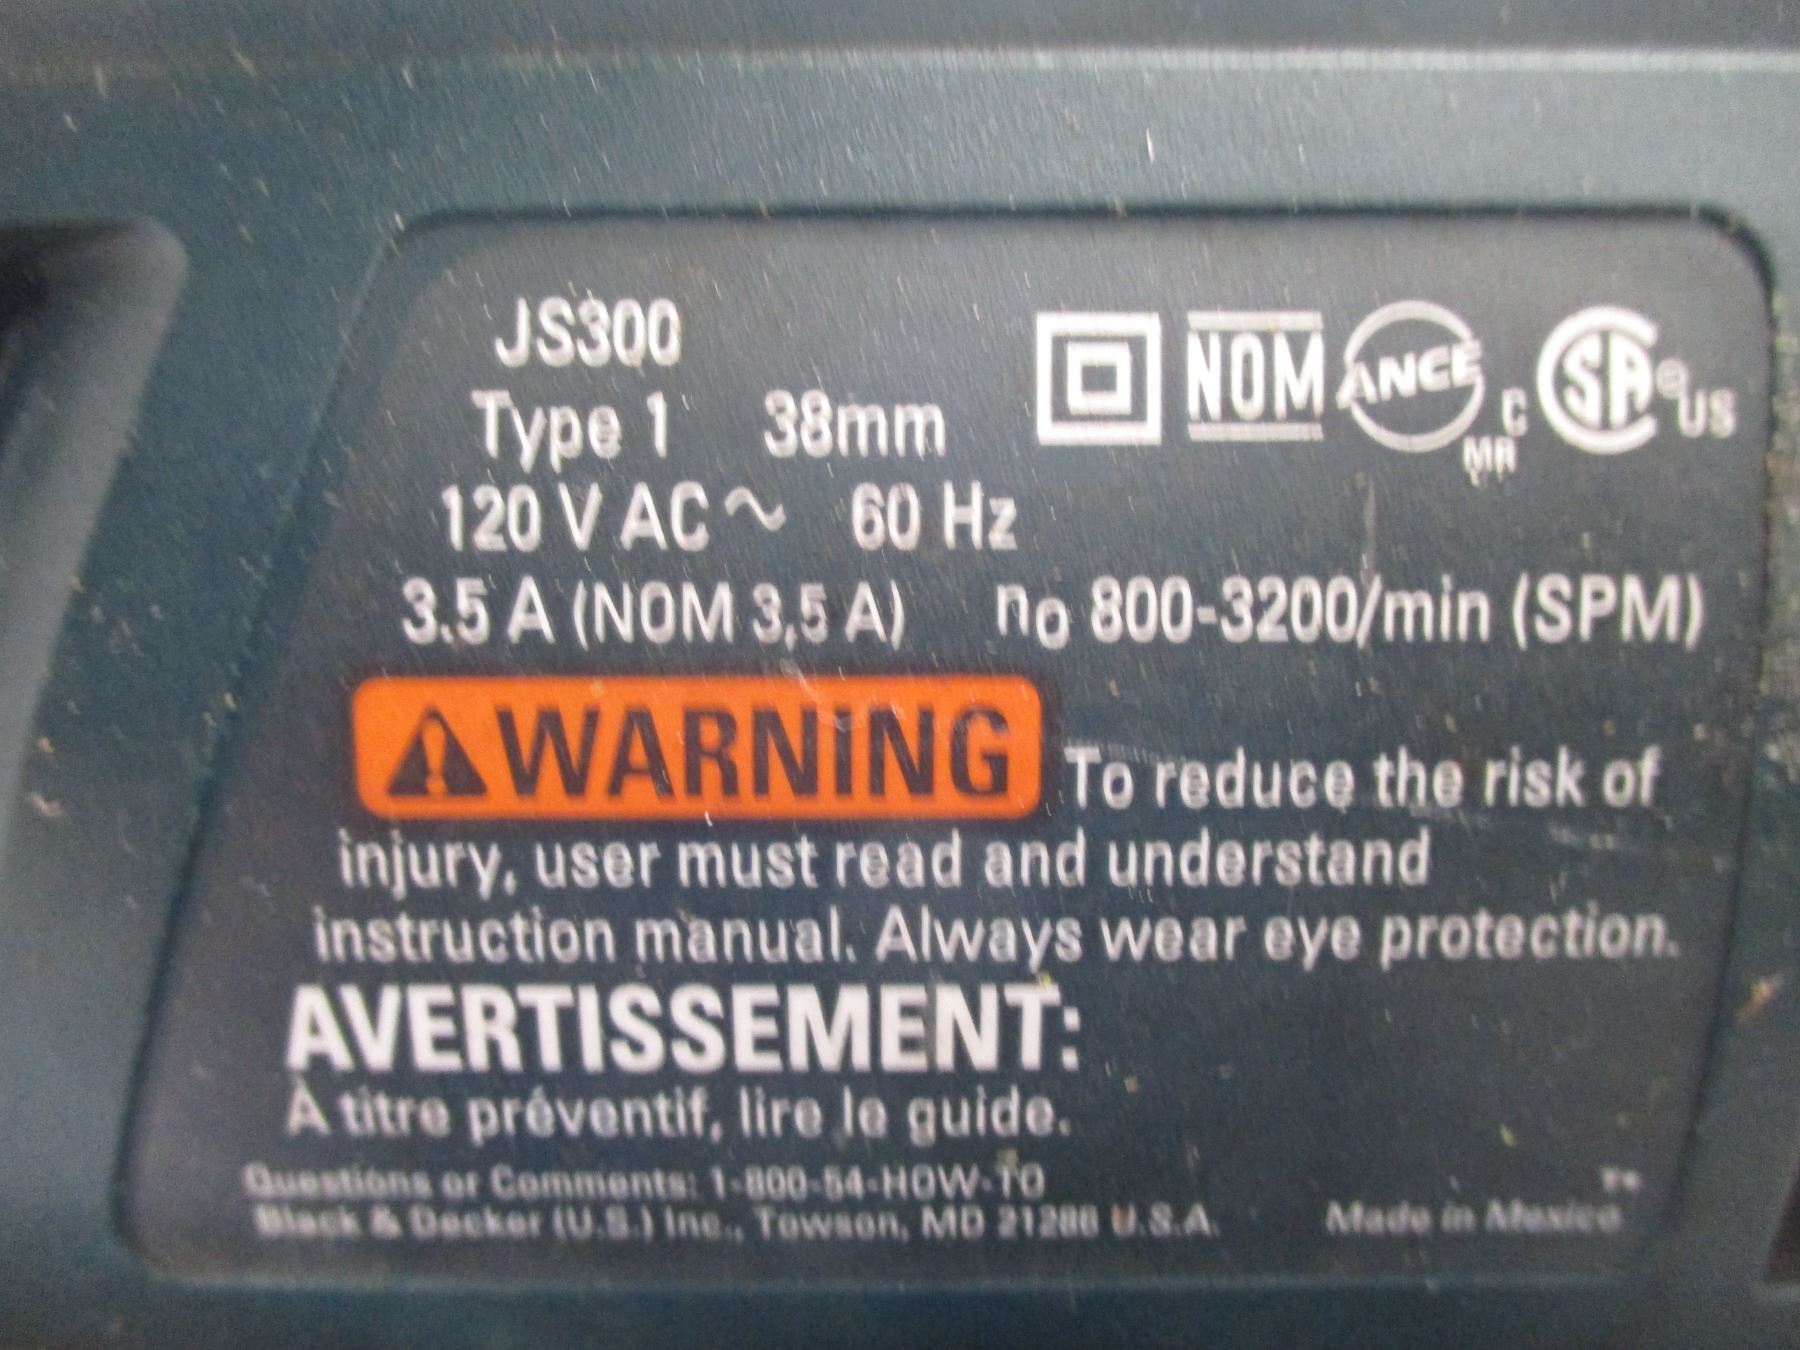 JS300
Type 1 38mm
NOM ANCE MR C SA US
120 V AC ~ 60 Hz
3.5 A (NOM 3,5 A) no 800-3200/min (SPM)
WARNING To reduce the risk of
injury, user must read and understand
instruction manual. Always wear eye protection.
AVERTISSEMENT:
À titre préventif, lire le guide.
Questions or Comments: 1-800-54-HOW-TO
Black & Decker (U.S.) Inc., Towson, MD 21286 U.S.A.
Made in Mexico